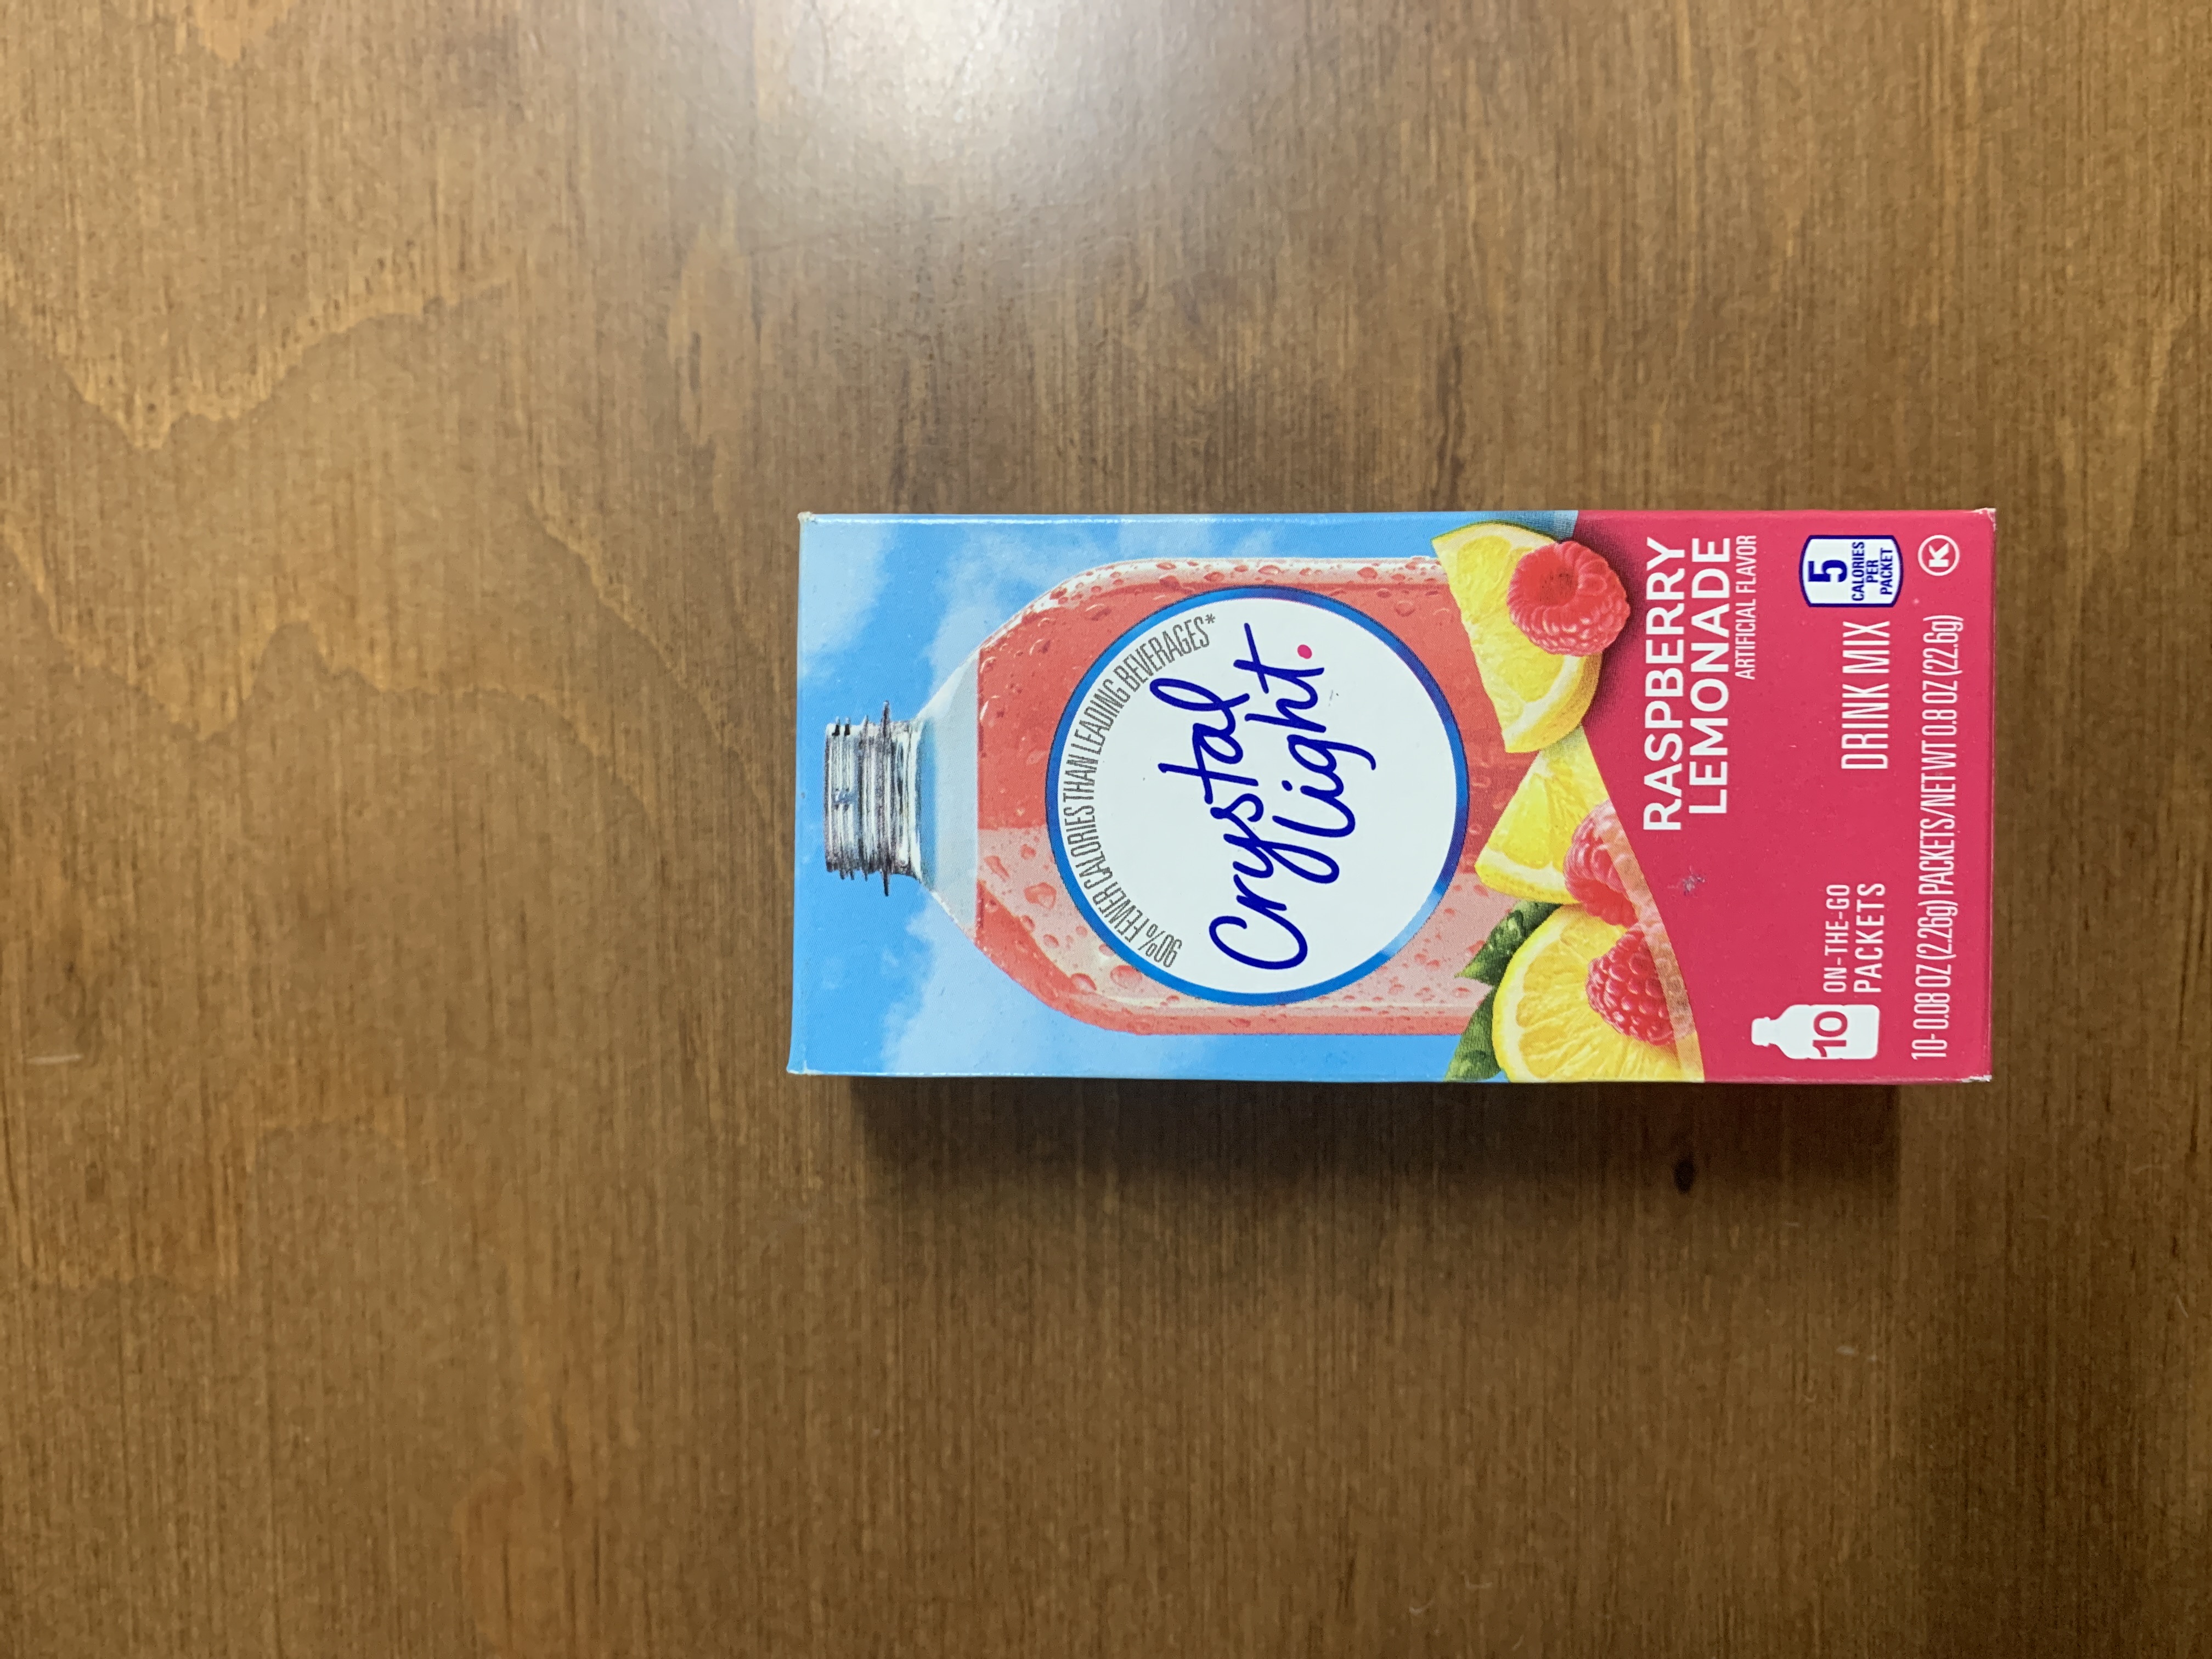 90% FEWER CALORIES THAN LEADING BEVERAGES*
Crystal
Light.
RASPBERRY
LEMONADE
ARTIFICIAL FLAVOR
10
ON-THE-GO
PACKETS
DRINK MIX
5
CALORIES
PER
PACKET
10-0.08 OZ (2.26g) PACKETS/NET WT 0.8 OZ (22.6g)
K